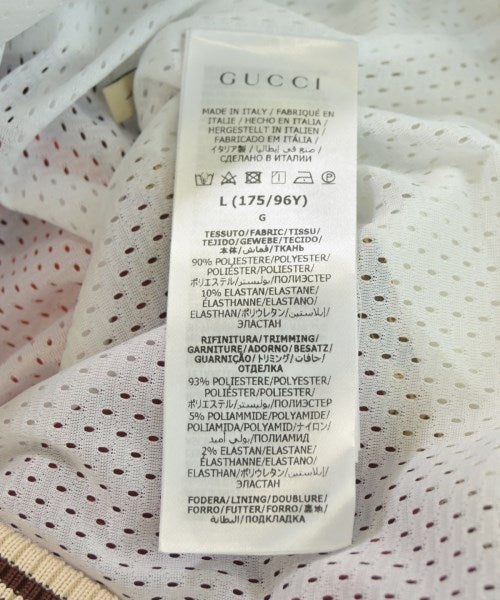 GUCCI
MADE IN ITALY / FABRIQUÉ EN
ITALIE / HECHO EN ITALIA /
HERGESTELLT IN ITALIEN /
FABRICADO EM ITÁLIA /
イタリア製 / صنع في إيطاليا /
СДЕЛАНО В ИТАЛИИ
L (175/96Y)
G
TESSUTO/FABRIC/TISSU/
TEJIDO/GEWEBE/TECIDO/
本体/قماش/ТКАНЬ
90% POLIESTERE/POLYESTER/
POLIÉSTER/POLYESTER/
POLIÉSTER/POLIÉSTER/
ポリエステル/بوليستر/ПОЛИЭСТЕР
10% ELASTAN/ELASTANE/
ÉLASTHANNE/ELASTANO/
ELASTHAN/ポリウレタン/إيلاستين/
ЭЛАСТАН
RIFINITURA/TRIMMING/
GARNITURE/ADORNO/BESATZ/
GUARNIÇÃO/トリミング/حافات/
ОТДЕЛКА
93% POLIESTERE/POLYESTER/
POLYESTER/
ポリエステル/بوليستر/ПОЛИЭСТЕР
5% POLIAMMIDE/POLYAMIDE/
POLIAMIDA/POLYAMID/ナイロン/
بولي أميد/ПОЛИАМИД
2% ELASTAN/ELASTANE/
ÉLASTHANNE/ELASTANO/
ELASTHAN/ポリウレタン/إيلاستين/
ЭЛАСТАН
FODERA/LINING/DOUBLURE/
FORRO/FUTTER/FORRO/裏地/
البطانة/ПОДКЛАДКА